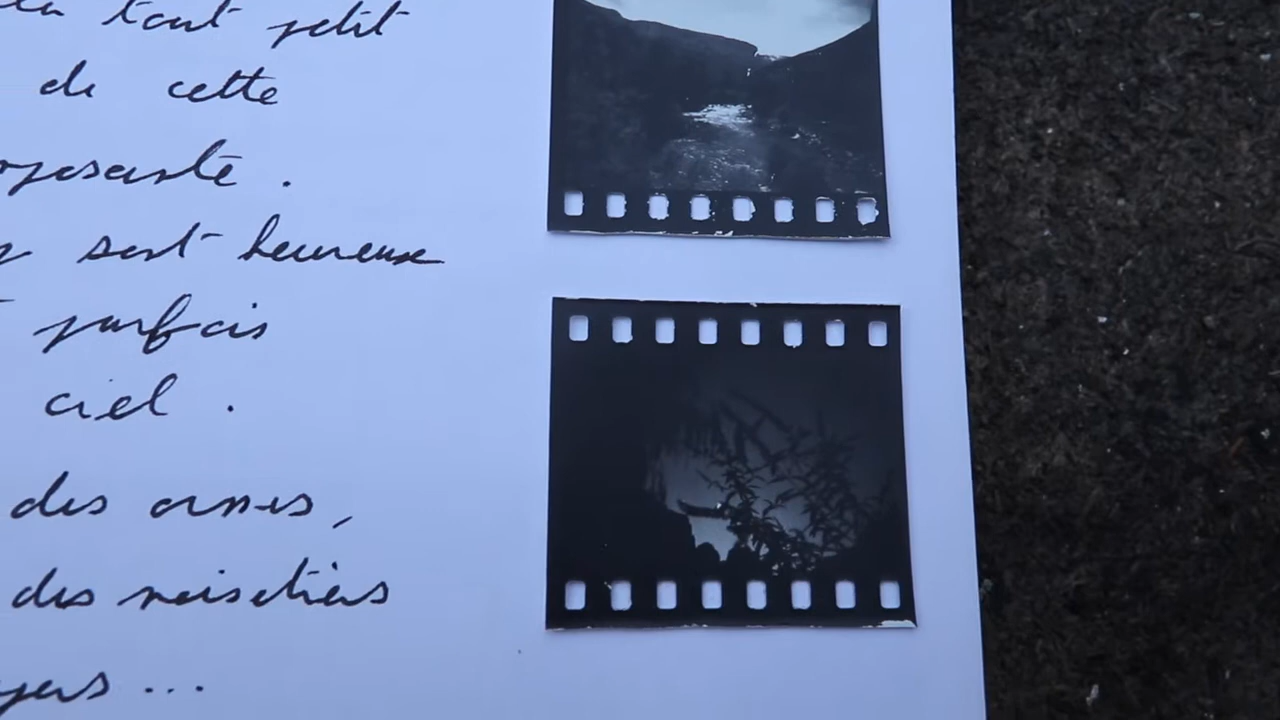 tout petit
de cette
sont heureux
parfois
ciel .
des ormes,
des noisetiers
...